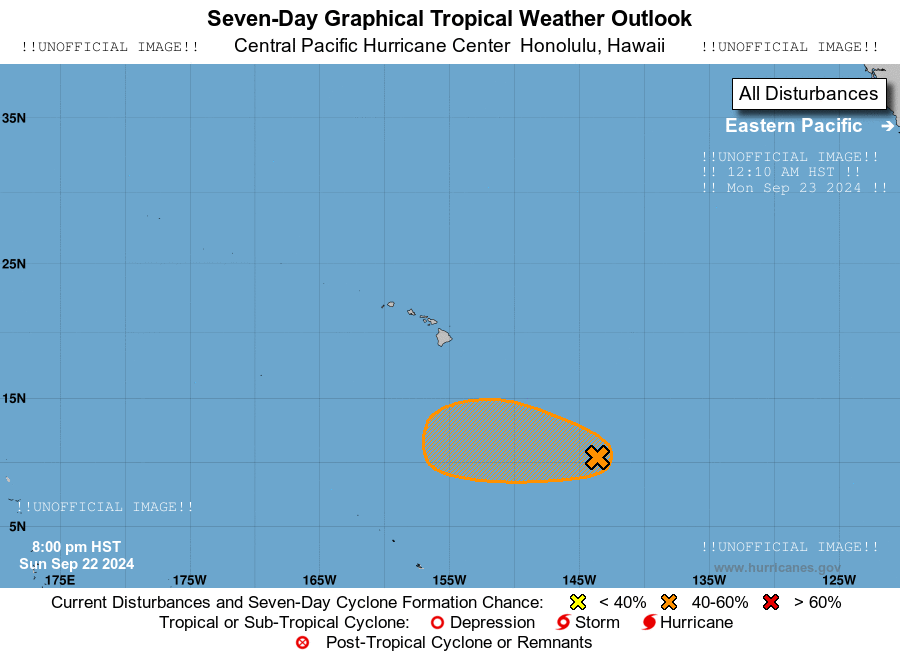 Seven-Day Graphical Tropical Weather Outlook
!!UNOFFICIAL IMAGE!! Central Pacific Hurricane Center Honolulu, Hawaii !!UNOFFICIAL IMAGE!!
All Disturbances
35N
Eastern Pacific →
!!UNOFFICIAL IMAGE!!
!! 12:10 AM HST !!
!! Mon Sep 23 2024 !!
25N
15N
!!UNOFFICIAL IMAGE!!
5N
8:00 pm HST
!!UNOFFICIAL IMAGE!!
Sun Sep 22 2024
www.hurricanes.gov
175E 175W 165W 155W 145W 135W 125W
Current Disturbances and Seven-Day Cyclone Formation Chance: < 40% 40-60% > 60%
Tropical or Sub-Tropical Cyclone: Depression Storm Hurricane
Post-Tropical Cyclone or Remnants